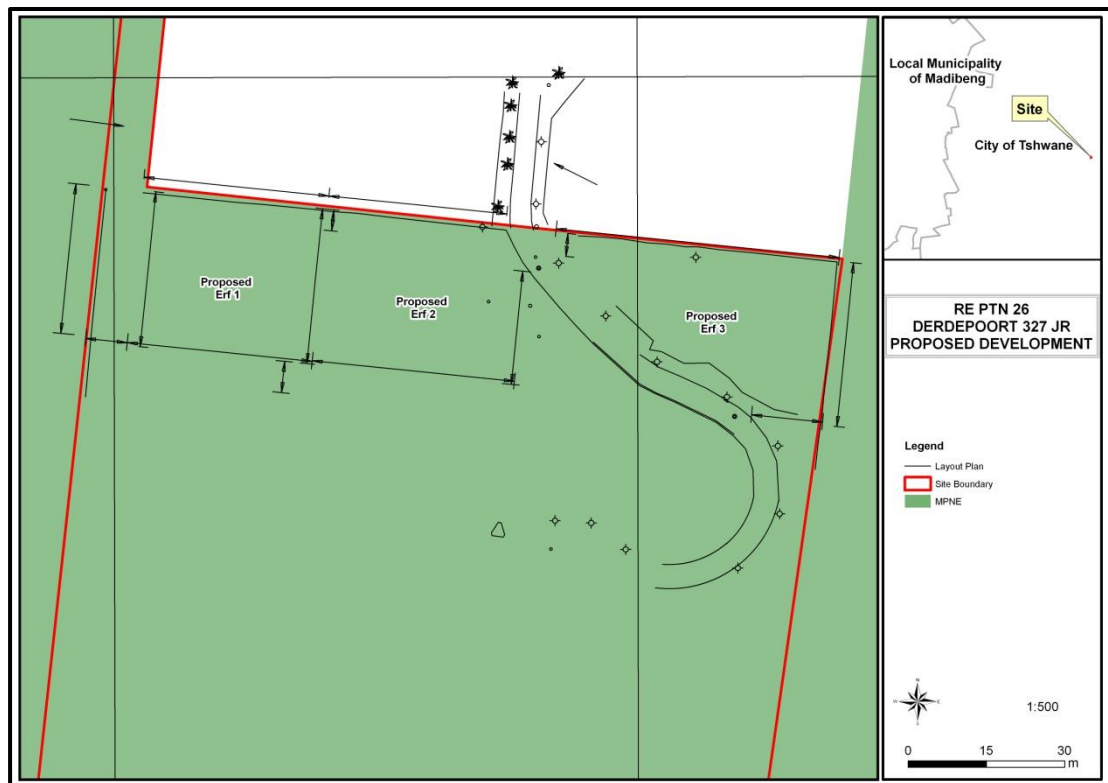 Proposed
Erf 1
Proposed
Erf 2
Proposed
Erf 3
Local Municipality
of Madibeng
Site
City of Tshwane
RE PTN 26
DERDEPOORT 327 JR
PROPOSED DEVELOPMENT
Legend
Layout Plan
Site Boundary
MPNE
N
W
E
S
1:500
0 15 30
m